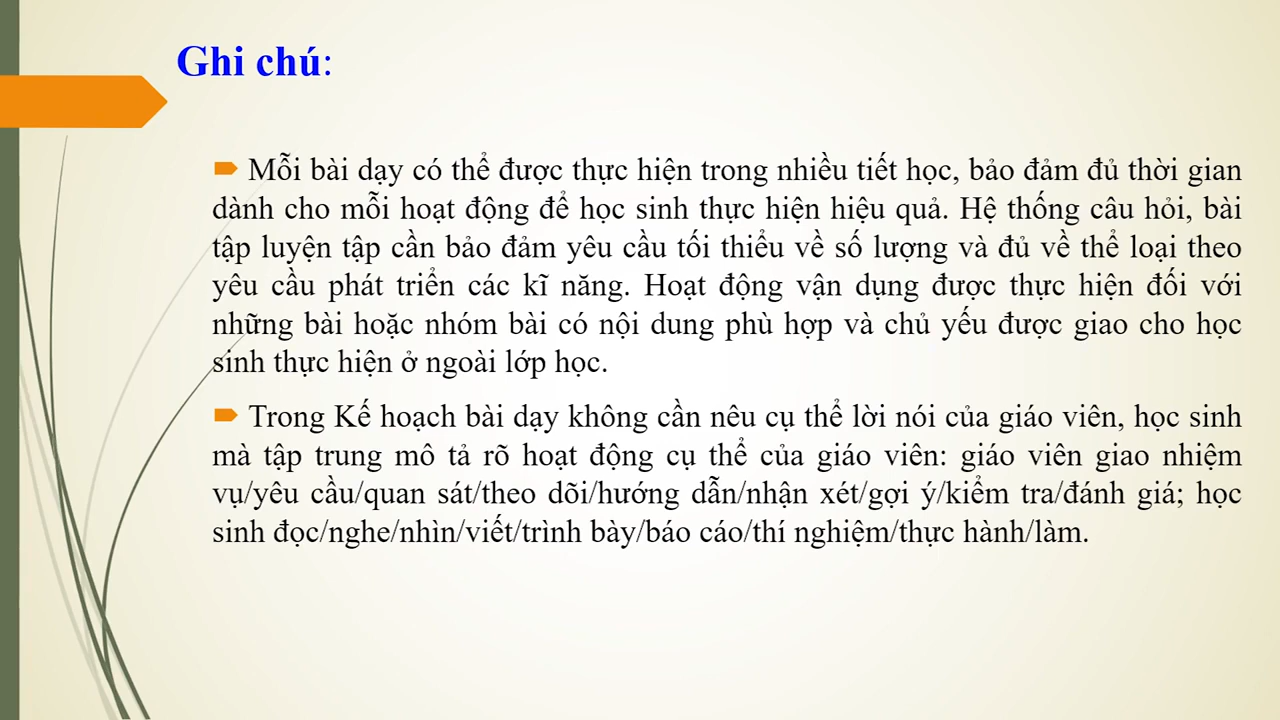 Ghi chú:
Mỗi bài dạy có thể được thực hiện trong nhiều tiết học, bảo đảm đủ thời gian
dành cho mỗi hoạt động để học sinh thực hiện hiệu quả. Hệ thống câu hỏi, bài
tập luyện tập cần bảo đảm yêu cầu tối thiểu về số lượng và đủ về thể loại theo
yêu cầu phát triển các kĩ năng. Hoạt động vận dụng được thực hiện đối với
những bài hoặc nhóm bài có nội dung phù hợp và chủ yếu được giao cho học
sinh thực hiện ở ngoài lớp học.
Trong Kế hoạch bài dạy không cần nêu cụ thể lời nói của giáo viên, học sinh
mà tập trung mô tả rõ hoạt động cụ thể của giáo viên: giáo viên giao nhiệm
vụ/yêu cầu/quan sát/theo dõi/hướng dẫn/nhận xét/gợi ý/kiểm tra/đánh giá; học
sinh đọc/nghe/nhìn/viết/trình bày/báo cáo/thí nghiệm/thực hành/làm.